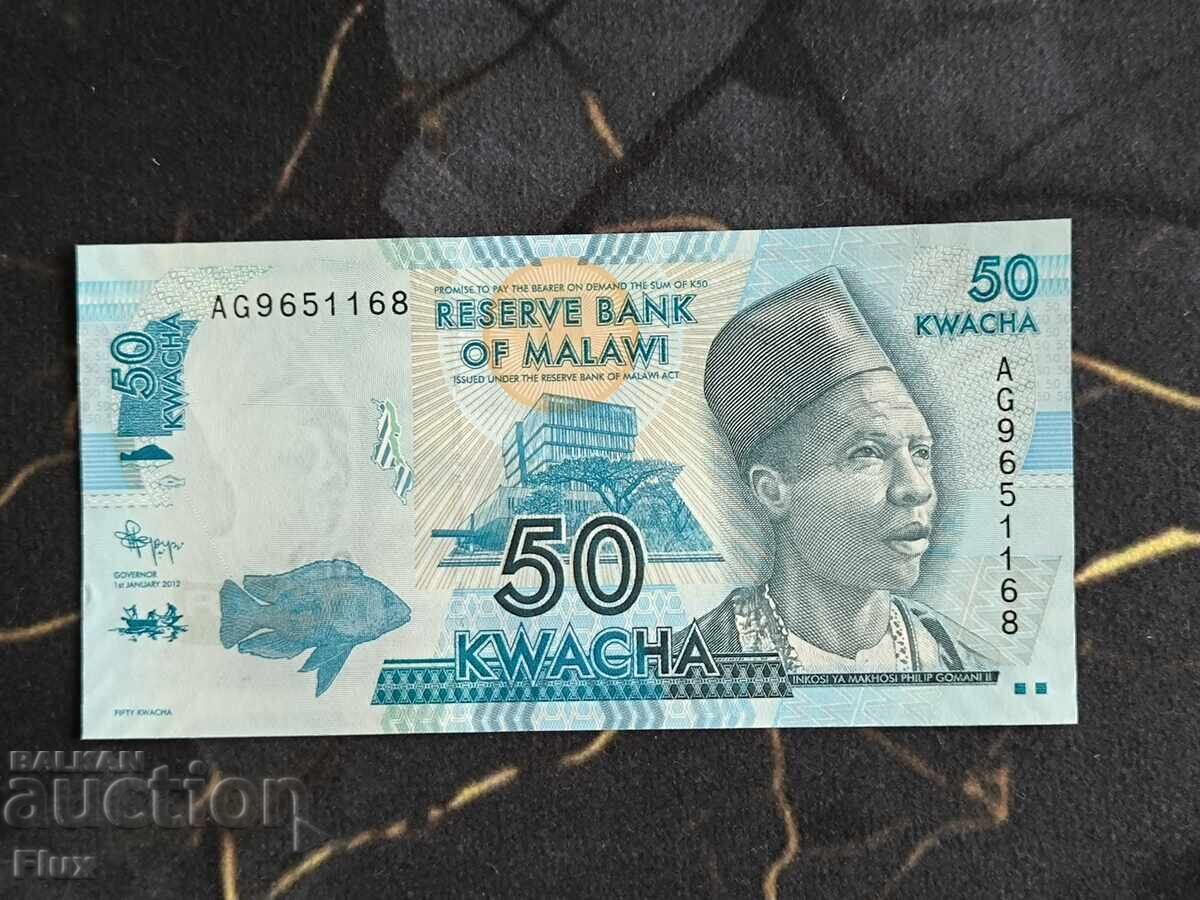 AG9651168
PROMISE TO PAY THE BEARER ON DEMAND THE SUM OF K50
RESERVE BANK
OF MALAWI
ISSUED UNDER THE RESERVE BANK OF MALAWI ACT
50
KWACHA
50
KWACHA
AG9651168
GOVERNOR
1st JANUARY 2012
50
KWACHA
INKOSI YA MAKHOSI PHILIP GOMANI II
FIFTY KWACHA
BALKAN
auction
Flux